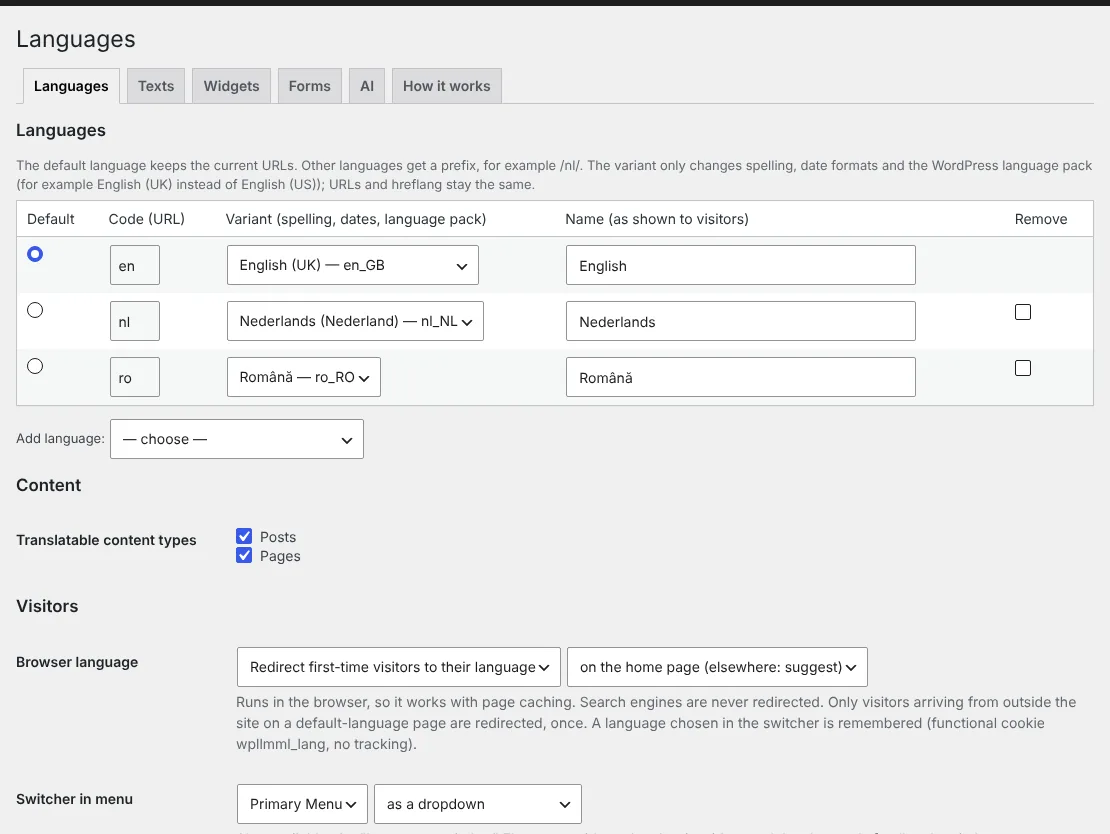 Languages
Languages Texts Widgets Forms AI How it works
Languages
The default language keeps the current URLs. Other languages get a prefix, for example /nl/. The variant only changes spelling, date formats and the WordPress language pack
(for example English (UK) instead of English (US)); URLs and hreflang stay the same.
Default Code (URL) Variant (spelling, dates, language pack) Name (as shown to visitors) Remove
en English (UK) — en_GB English
nl Nederlands (Nederland) — nl_NL Nederlands
ro Română — ro_RO Română
Add language: — choose —
Content
Translatable content types Posts
Pages
Visitors
Browser language Redirect first-time visitors to their language on the home page (elsewhere: suggest)
Runs in the browser, so it works with page caching. Search engines are never redirected. Only visitors arriving from outside the
site on a default-language page are redirected, once. A language chosen in the switcher is remembered (functional cookie
wpllmml_lang, no tracking).
Switcher in menu Primary Menu as a dropdown